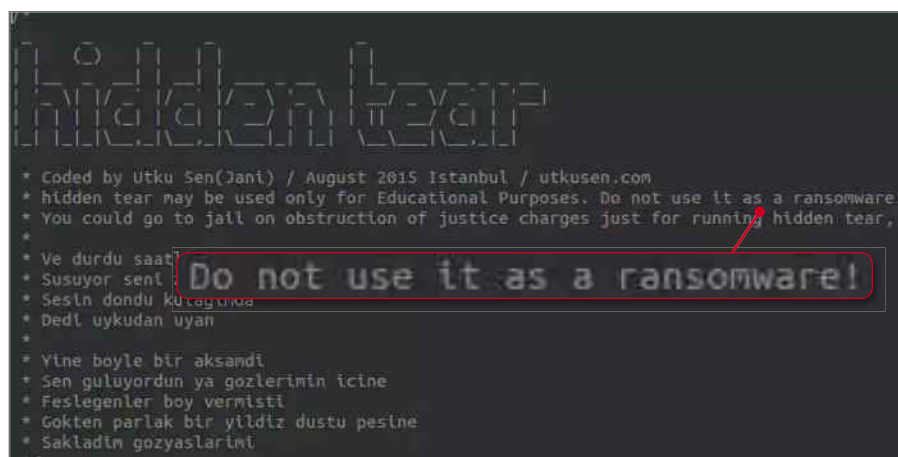 /*
hidden tear
* Coded by Utku Sen(Jani) / August 2015 Istanbul / utkusen.com
* hidden tear may be used only for Educational Purposes. Do not use it as a ransomware
* You could go to jail on obstruction of justice charges just for running hidden tear,
*
* Ve durdu saatl
* Susuyor seni
Do not use it as a ransomware!
* Sesin dondu kulagimda
* Dedi uykudan uyan
*
* Yine boyle bir aksamdi
* Sen guluyordun ya gozlerimin icine
* Feslegenler boy vermisti
* Gokten parlak bir yildiz dustu pesine
* Sakladim gozyaslarimi